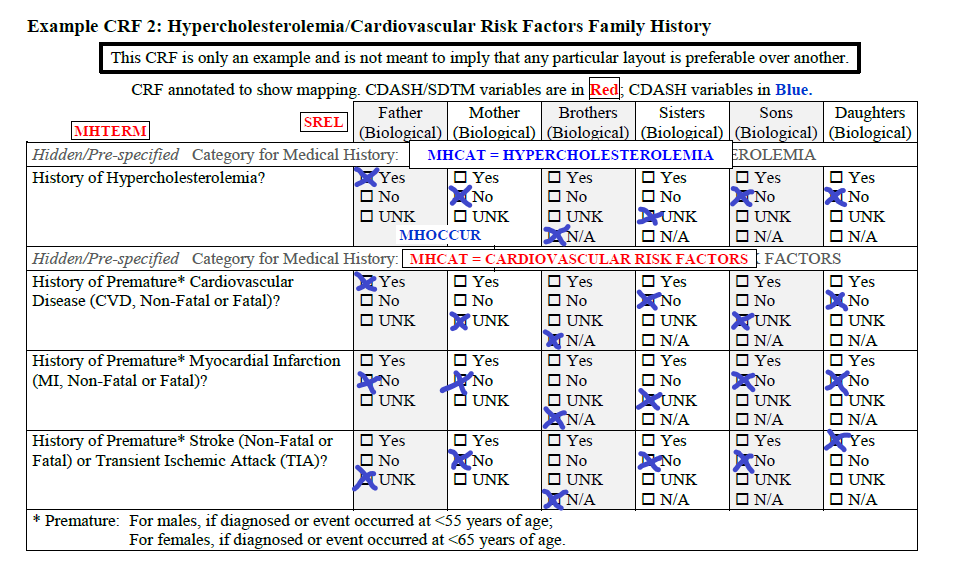 Example CRF 2: Hypercholesterolemia/Cardiovascular Risk Factors Family History
This CRF is only an example and is not meant to imply that any particular layout is preferable over another.
CRF annotated to show mapping. CDASH/SDTM variables are in Red; CDASH variables in Blue.
MHTERM SREL Father (Biological) Mother (Biological) Brothers (Biological) Sisters (Biological) Sons (Biological) Daughters (Biological)
Hidden/Pre-specified Category for Medical History: MHCAT = HYPERCHOLESTEROLEMIA EROLEMIA
History of Hypercholesterolemia? Yes Yes Yes Yes Yes Yes
No No No No No No
UNK UNK UNK UNK UNK UNK
MHOCCUR N/A N/A N/A N/A
Hidden/Pre-specified Category for Medical History: MHCAT = CARDIOVASCULAR RISK FACTORS FACTORS
History of Premature* Cardiovascular Yes Yes Yes Yes Yes Yes
Disease (CVD, Non-Fatal or Fatal)? No No No No No No
UNK UNK UNK UNK UNK UNK
N/A N/A N/A N/A
History of Premature* Myocardial Infarction Yes Yes Yes Yes Yes Yes
(MI, Non-Fatal or Fatal)? No No No No No No
UNK UNK UNK UNK UNK UNK
N/A N/A N/A N/A
History of Premature* Stroke (Non-Fatal or Yes Yes Yes Yes Yes Yes
Fatal) or Transient Ischemic Attack (TIA)? No No No No No No
UNK UNK UNK UNK UNK UNK
N/A N/A N/A N/A
* Premature: For males, if diagnosed or event occurred at <55 years of age;
For females, if diagnosed or event occurred at <65 years of age.